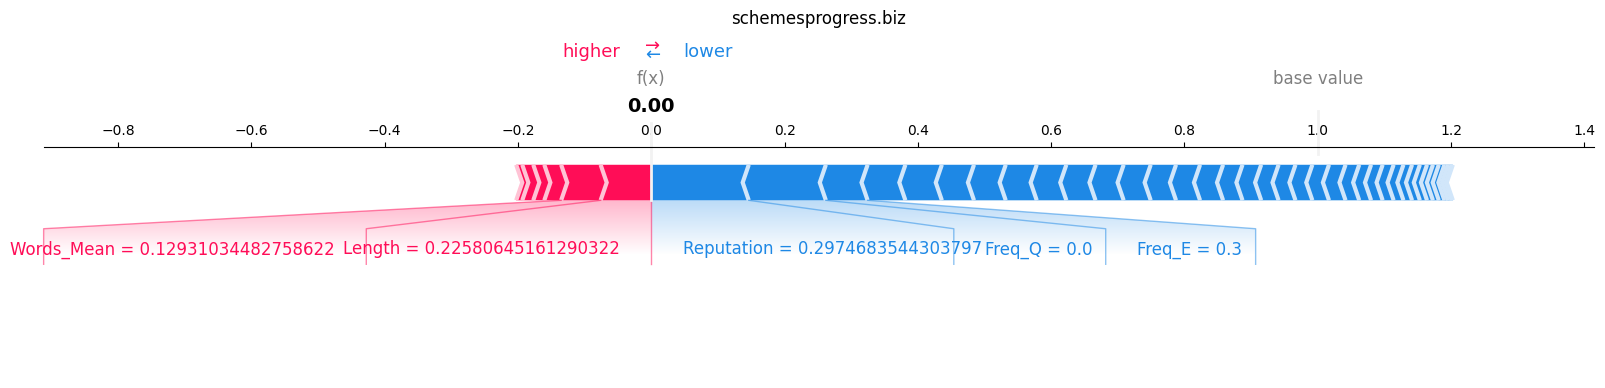 schemesprogress.biz
higher → ← lower
f(x) base value
0.00
−0.8 −0.6 −0.4 −0.2 0.0 0.2 0.4 0.6 0.8 1.0 1.2 1.4
Words_Mean = 0.12931034482758622 Length = 0.22580645161290322 Reputation = 0.2974683544303797 Freq_Q = 0.0 Freq_E = 0.3